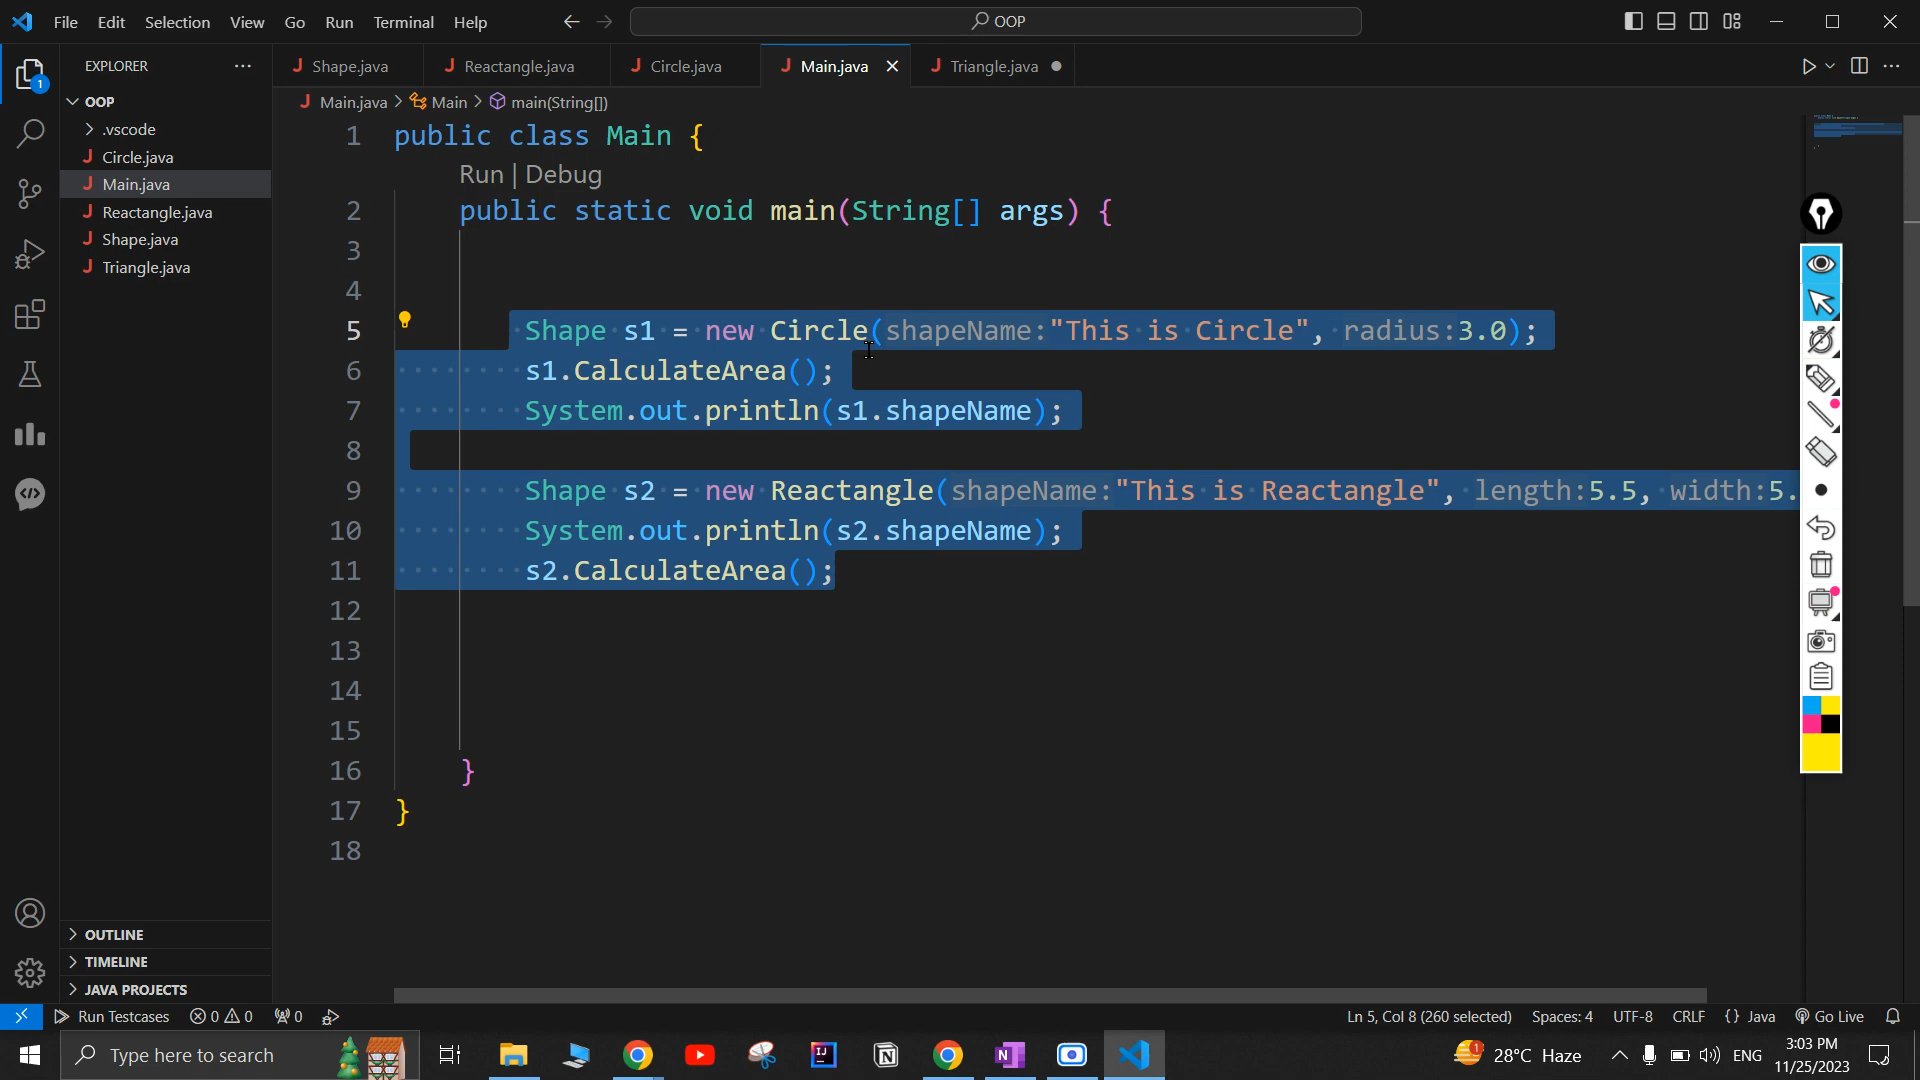 File Edit Selection View Go Run Terminal Help
OOP
EXPLORER
Shape.java
Reactangle.java
Circle.java
Main.java
Triangle.java
1
OOP
.vscode
Circle.java
Main.java
Reactangle.java
Shape.java
Triangle.java
Main.java > Main > main(String[])
1 public class Main {
Run | Debug
2 public static void main(String[] args) {
3
4
5 Shape s1 = new Circle(shapeName:"This is Circle", radius:3.0);
6 s1.CalculateArea();
7 System.out.println(s1.shapeName);
8
9 Shape s2 = new Reactangle(shapeName:"This is Reactangle", length:5.5, width:5.
10 System.out.println(s2.shapeName);
11 s2.CalculateArea();
12
13
14
15
16 }
17 }
18
OUTLINE
TIMELINE
JAVA PROJECTS
Run Testcases 0 0 0
Ln 5, Col 8 (260 selected) Spaces: 4 UTF-8 CRLF {} Java Go Live
Type here to search
1 28°C Haze ENG
3:03 PM
11/25/2023